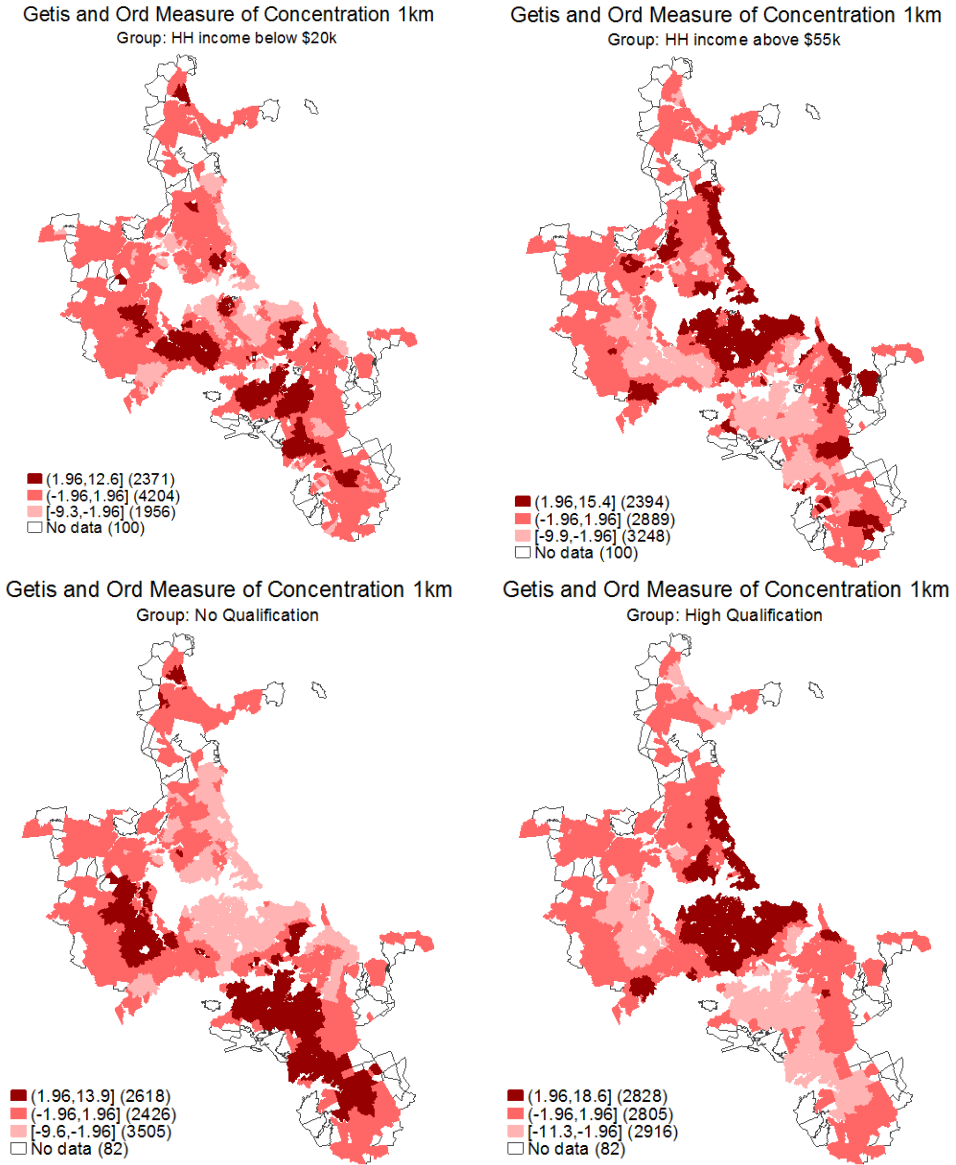 Getis and Ord Measure of Concentration 1km
Group: HH income below $20k
(1.96,12.6] (2371)
(-1.96,1.96] (4204)
[-9.3,-1.96] (1956)
No data (100)
Getis and Ord Measure of Concentration 1km
Group: HH income above $55k
(1.96,15.4] (2394)
(-1.96,1.96] (2889)
[-9.9,-1.96] (3248)
No data (100)
Getis and Ord Measure of Concentration 1km
Group: No Qualification
(1.96,13.9] (2618)
(-1.96,1.96] (2426)
[-9.6,-1.96] (3505)
No data (82)
Getis and Ord Measure of Concentration 1km
Group: High Qualification
(1.96,18.6] (2828)
(-1.96,1.96] (2805)
[-11.3,-1.96] (2916)
No data (82)